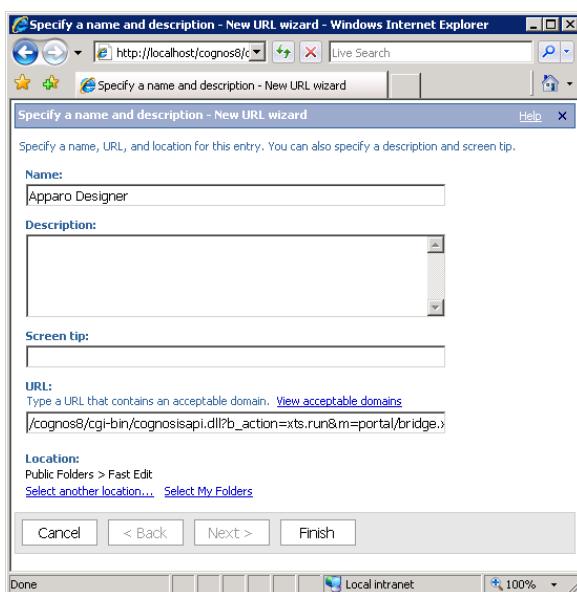 Specify a name and description - New URL wizard - Windows Internet Explorer
http://localhost/cognos8/c
Live Search
Specify a name and description - New URL wizard
Specify a name and description - New URL wizard Help X
Specify a name, URL, and location for this entry. You can also specify a description and screen tip.
Name:
Apparo Designer
Description:
Screen tip:
URL:
Type a URL that contains an acceptable domain. View acceptable domains
/cognos8/cgi-bin/cognosisapi.dll?b_action=xts.run&m=portal/bridge.x
Location:
Public Folders > Fast Edit
Select another location... Select My Folders
Cancel < Back Next > Finish
Done Local intranet 100%